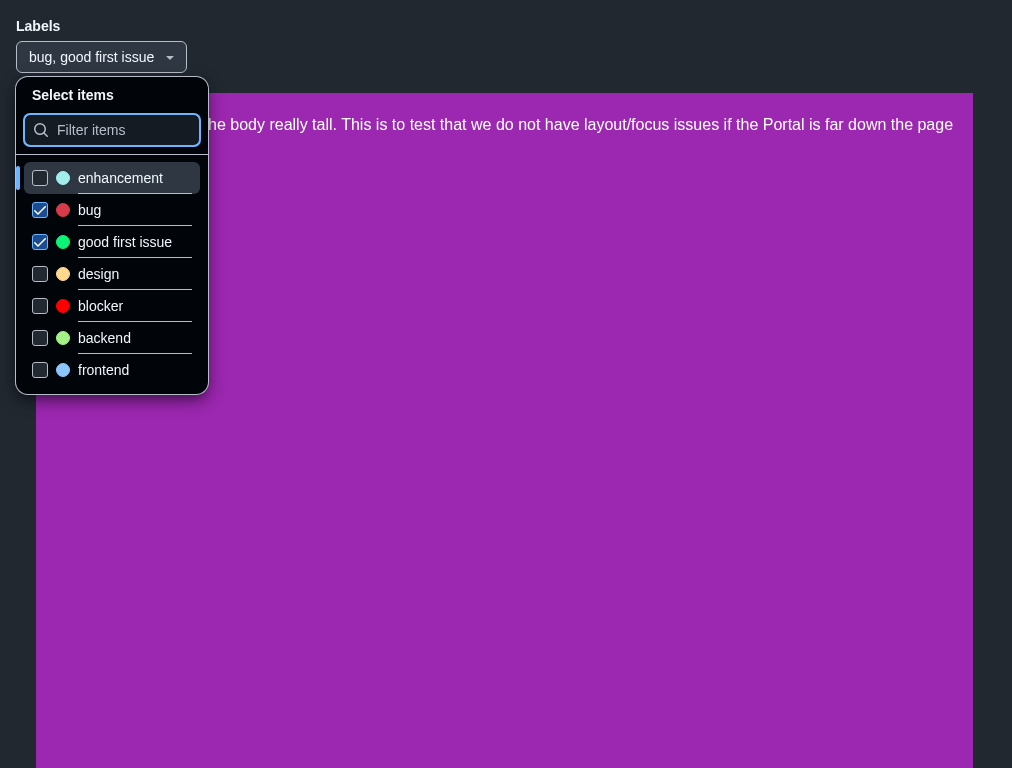 Labels
bug, good first issue
Select items
Filter items
he body really tall. This is to test that we do not have layout/focus issues if the Portal is far down the page
enhancement
bug
good first issue
design
blocker
backend
frontend